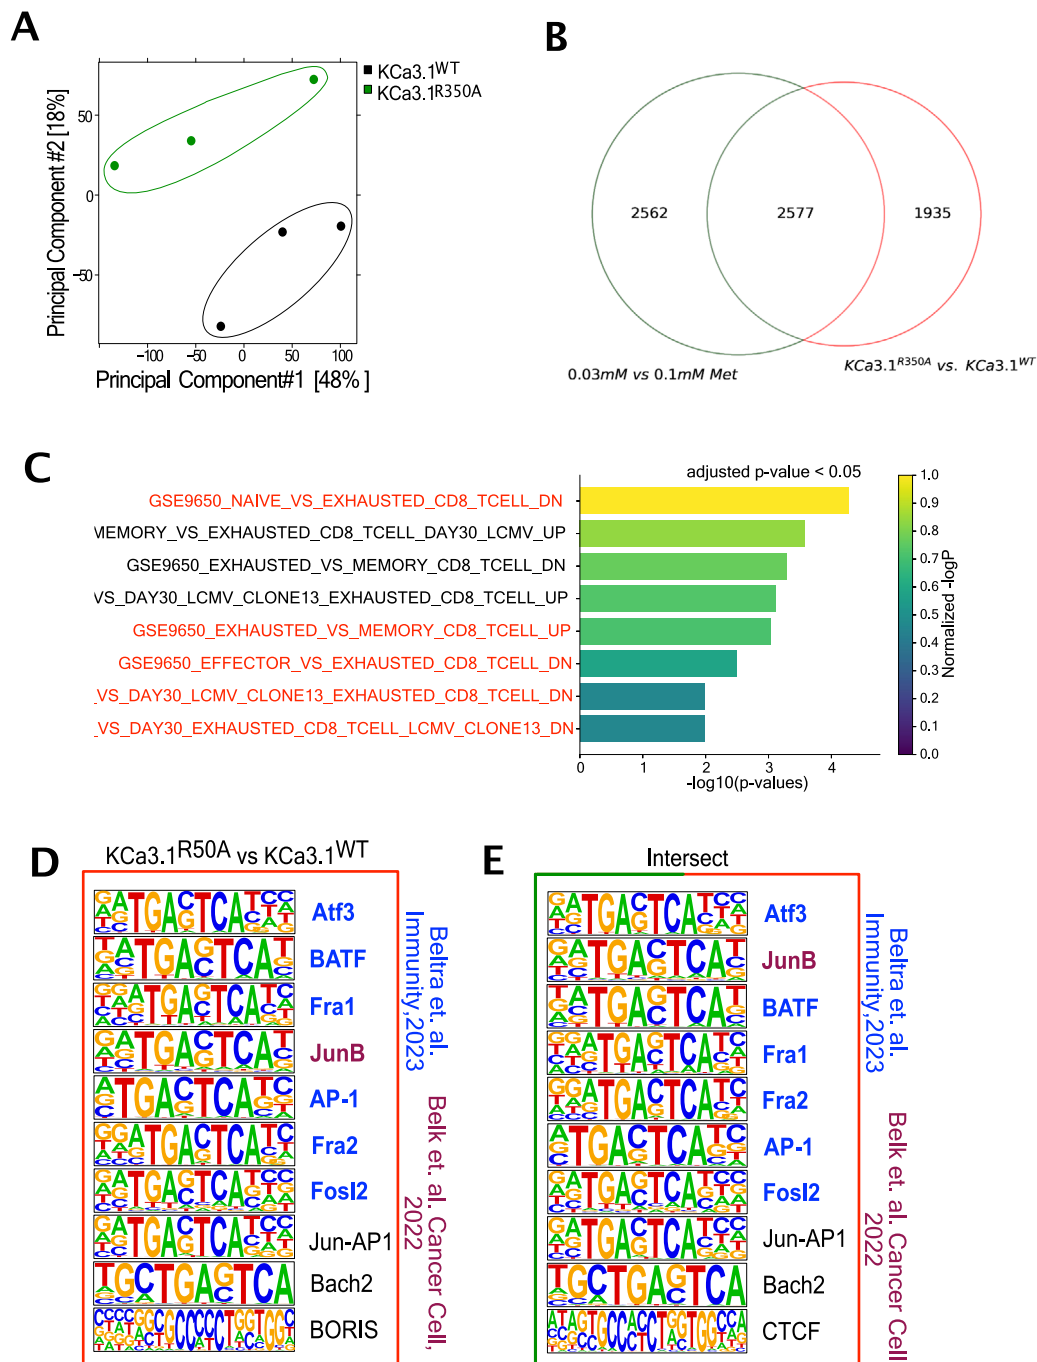 A
KCa3.1WT
KCa3.1R350A
Principal Component #2 [18%]
50
0
−50
−100
−50
0
50
100
Principal Component#1 [48% ]
B
2562
2577
1935
0.03mM vs 0.1mM Met
KCa3.1R350A vs. KCa3.1WT
C
adjusted p-value < 0.05
GSE9650_NAIVE_VS_EXHAUSTED_CD8_TCELL_DN
MEMORY_VS_EXHAUSTED_CD8_TCELL_DAY30_LCMV_UP
GSE9650_EXHAUSTED_VS_MEMORY_CD8_TCELL_DN
VS_DAY30_LCMV_CLONE13_EXHAUSTED_CD8_TCELL_UP
GSE9650_EXHAUSTED_VS_MEMORY_CD8_TCELL_UP
GSE9650_EFFECTOR_VS_EXHAUSTED_CD8_TCELL_DN
_VS_DAY30_LCMV_CLONE13_EXHAUSTED_CD8_TCELL_DN
_VS_DAY30_EXHAUSTED_CD8_TCELL_LCMV_CLONE13_DN
0
1
2
3
4
-log10(p-values)
1.0
0.9
0.8
0.7
0.6
0.5
0.4
0.3
0.2
0.1
0.0
Normalized -logP
D
KCa3.1R50A vs KCa3.1WT
Atf3
BATF
Fra1
JunB
AP-1
Fra2
Fosl2
Jun-AP1
Bach2
BORIS
Beltra et. al.
Immunity,2023
Belk et. al. Cancer Cell,
2022
E
Intersect
Atf3
JunB
BATF
Fra1
Fra2
AP-1
Fosl2
Jun-AP1
Bach2
CTCF
Beltra et. al.
Immunity,2023
Belk et. al. Cancer Cell
2022